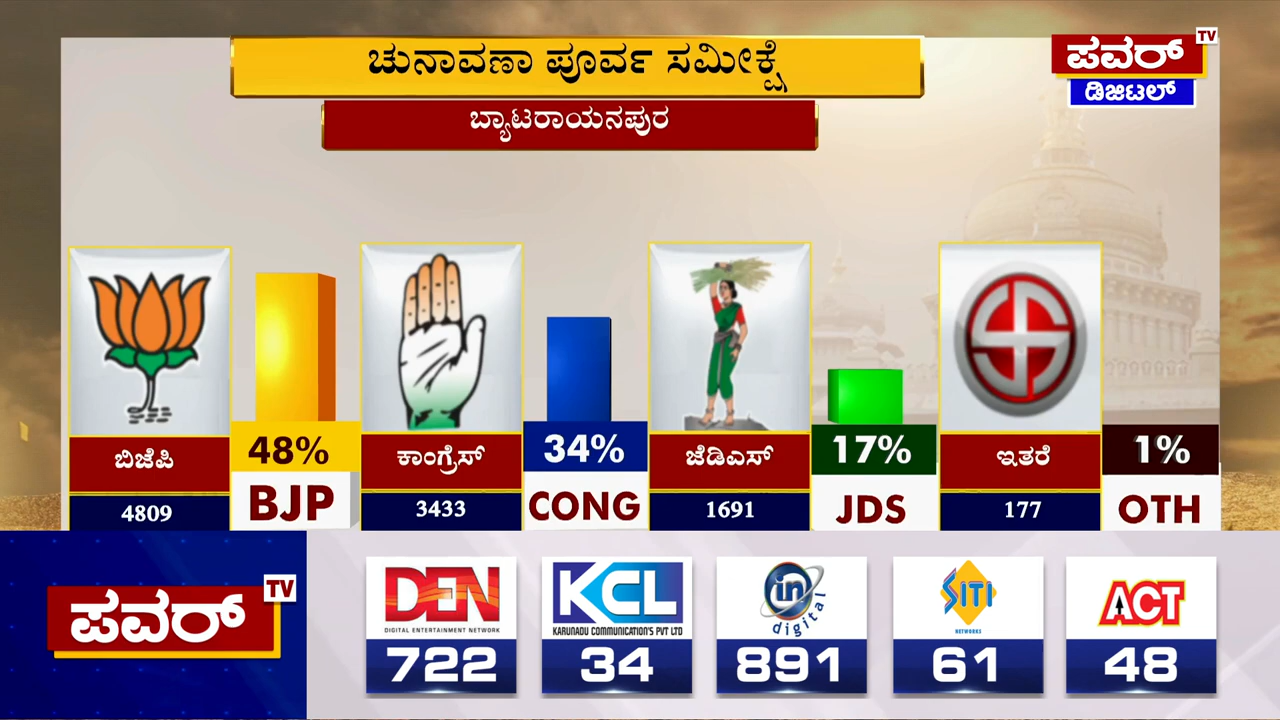 ಚುನಾವಣಾ ಪೂರ್ವ ಸಮೀಕ್ಷೆ
ಬ್ಯಾಟರಾಯನಪುರ
ಪವರ್ TV
ಡಿಜಿಟಲ್
48%
34%
17%
1%
ಬಿಜೆಪಿ
ಕಾಂಗ್ರೆಸ್
ಜೆಡಿಎಸ್
ಇತರೆ
4809
BJP
3433
CONG
1691
JDS
177
OTH
ಪವರ್ TV
DEN
DIGITAL ENTERTAINMENT NETWORK
722
KCL
KARUNADU COMMUNICATION'S PVT LTD
34
in
digital
891
SITI
NETWORKS
61
ACT
48